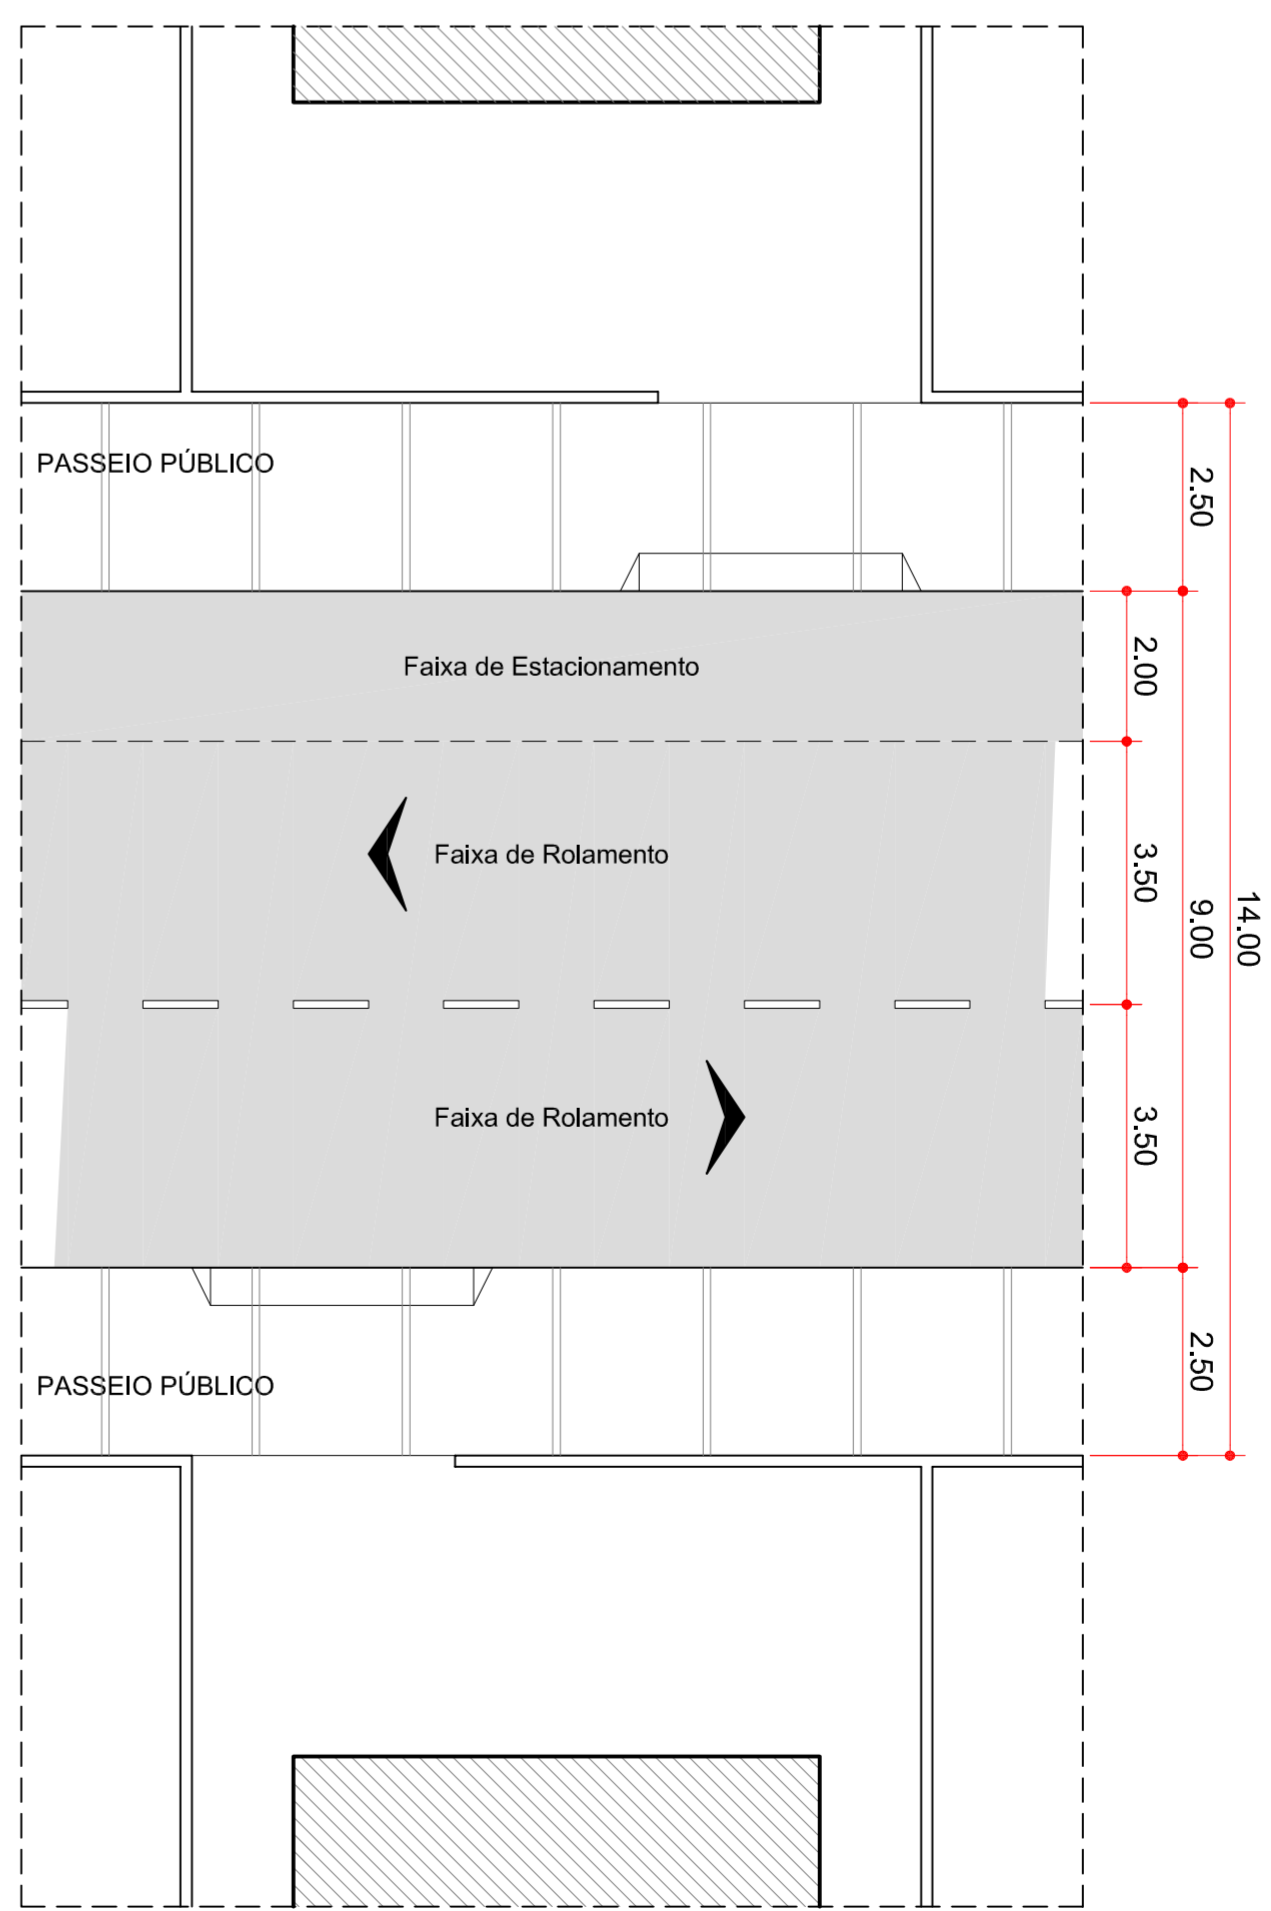 PASSEIO PÚBLICO
2.50
Faixa de Estacionamento
2.00
Faixa de Rolamento
3.50
9.00
14.00
Faixa de Rolamento
3.50
PASSEIO PÚBLICO
2.50